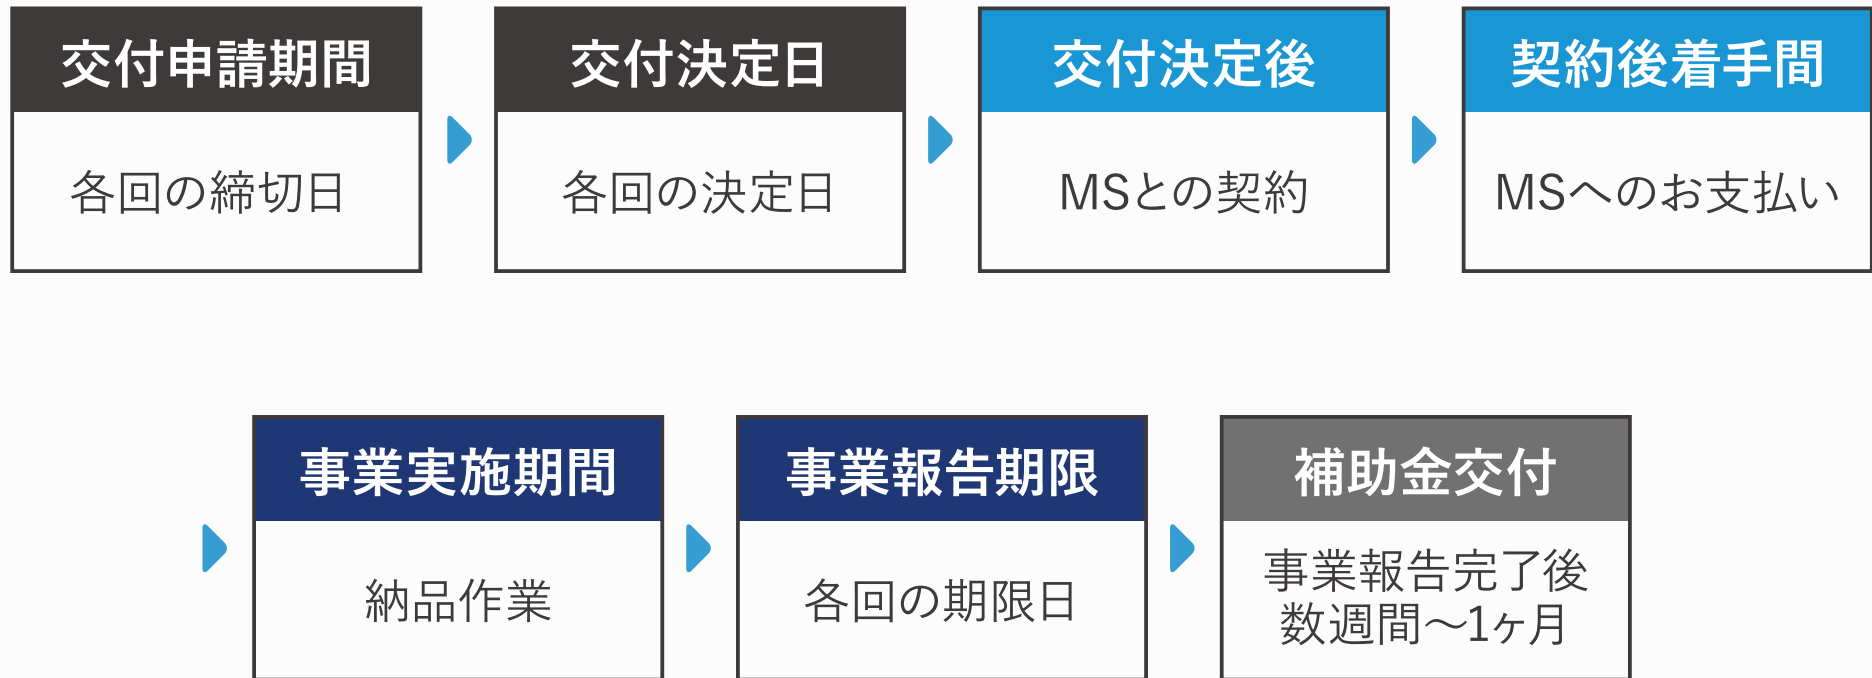 交付申請期間
各回の締切日
交付決定日
各回の決定日
交付決定後
MSとの契約
契約後着手間
MSへのお支払い
事業実施期間
納品作業
事業報告期限
各回の期限日
補助金交付
事業報告完了後
数週間〜1ヶ月